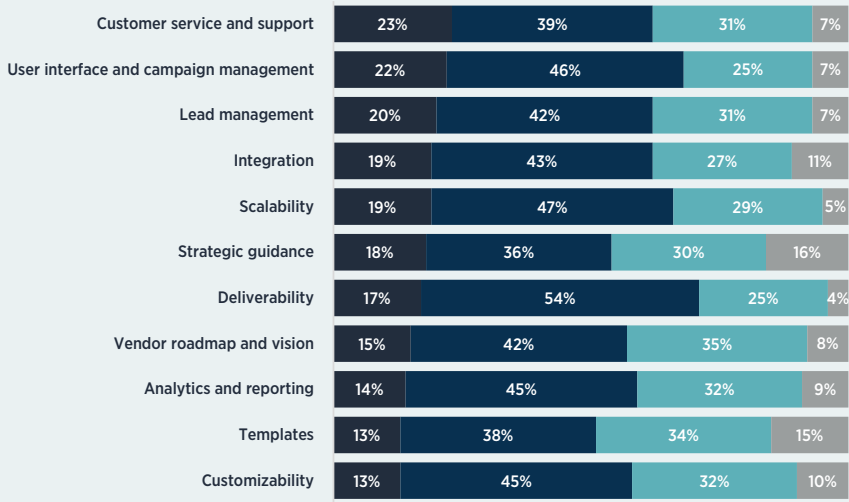 Customer service and support 23% 39% 31% 7%
User interface and campaign management 22% 46% 25% 7%
Lead management 20% 42% 31% 7%
Integration 19% 43% 27% 11%
Scalability 19% 47% 29% 5%
Strategic guidance 18% 36% 30% 16%
Deliverability 17% 54% 25% 4%
Vendor roadmap and vision 15% 42% 35% 8%
Analytics and reporting 14% 45% 32% 9%
Templates 13% 38% 34% 15%
Customizability 13% 45% 32% 10%